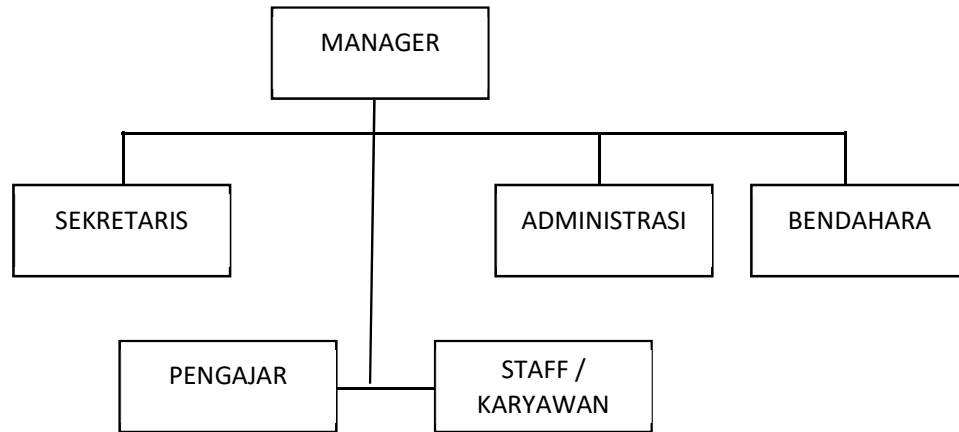 MANAGER
SEKRETARIS
ADMINISTRASI
BENDAHARA
PENGAJAR
STAFF /
KARYAWAN